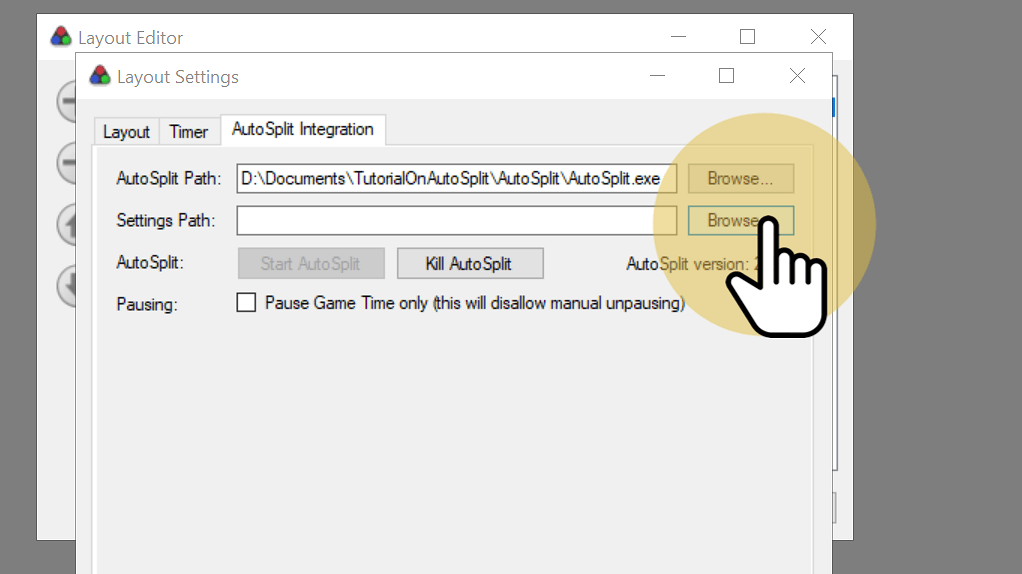 Layout Editor
Layout Settings
Layout Timer AutoSplit Integration
AutoSplit Path: D:\Documents\TutorialOnAutoSplit\AutoSplit\AutoSplit.exe Browse...
Settings Path: Browse
AutoSplit: Start AutoSplit Kill AutoSplit AutoSplit version:
Pausing: Pause Game Time only (this will disallow manual unpausing)